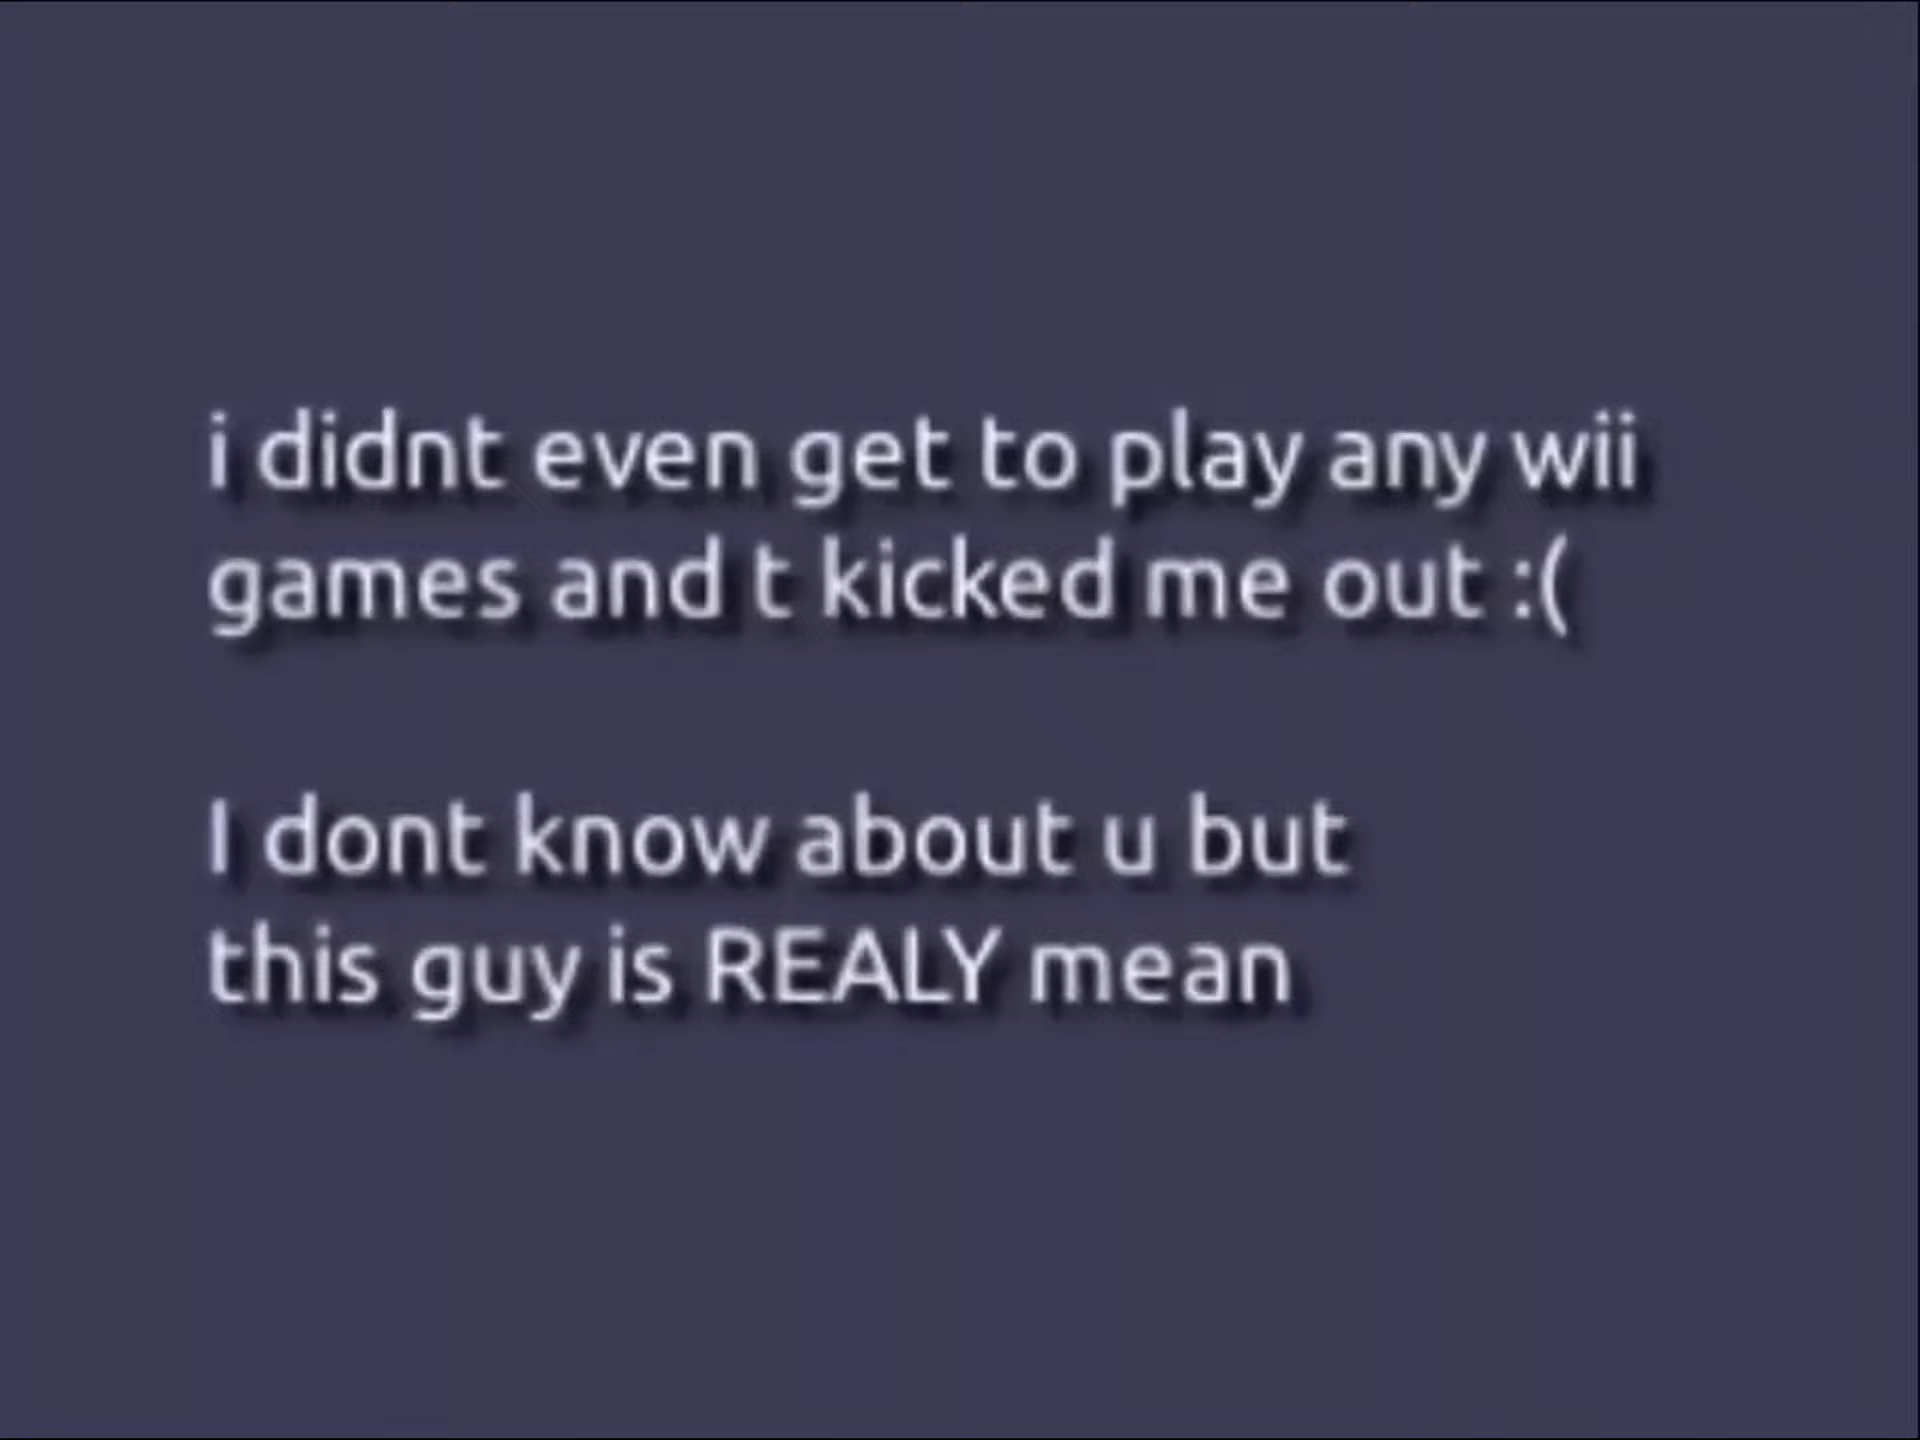 i didnt even get to play any wii
games and t kicked me out :(
I dont know about u but
this guy is REALY mean